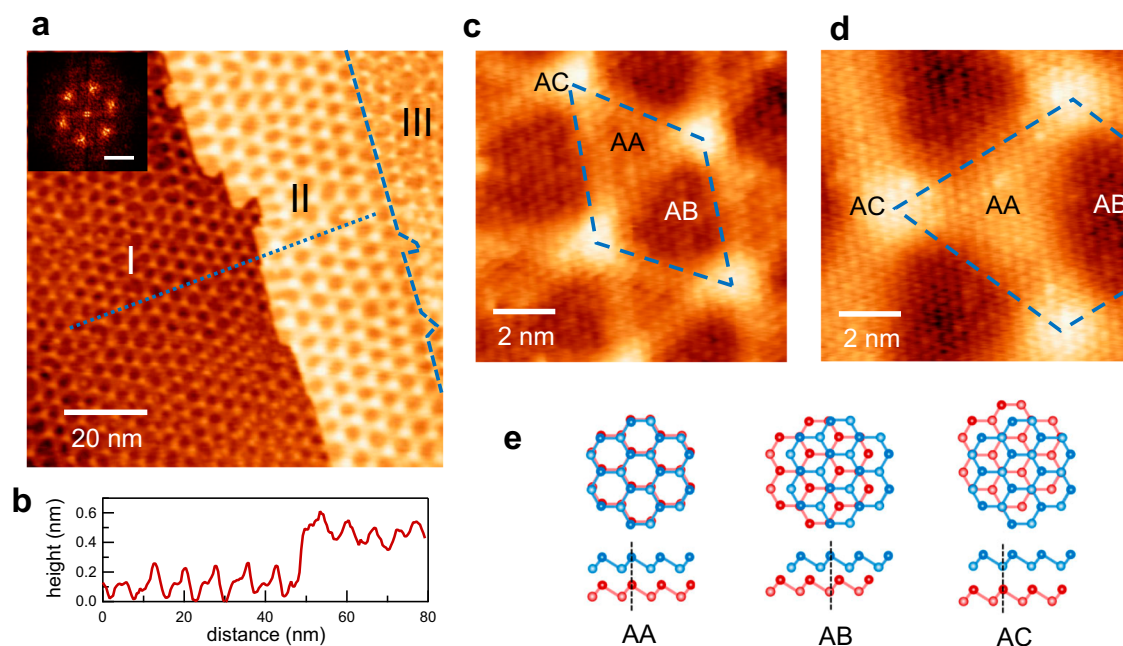 a
I
II
III
20 nm
b
height (nm)
0.6
0.4
0.2
0.0
0
20
40
60
80
distance (nm)
c
AC
AA
AB
2 nm
d
AC
AA
AB
2 nm
e
AA
AB
AC